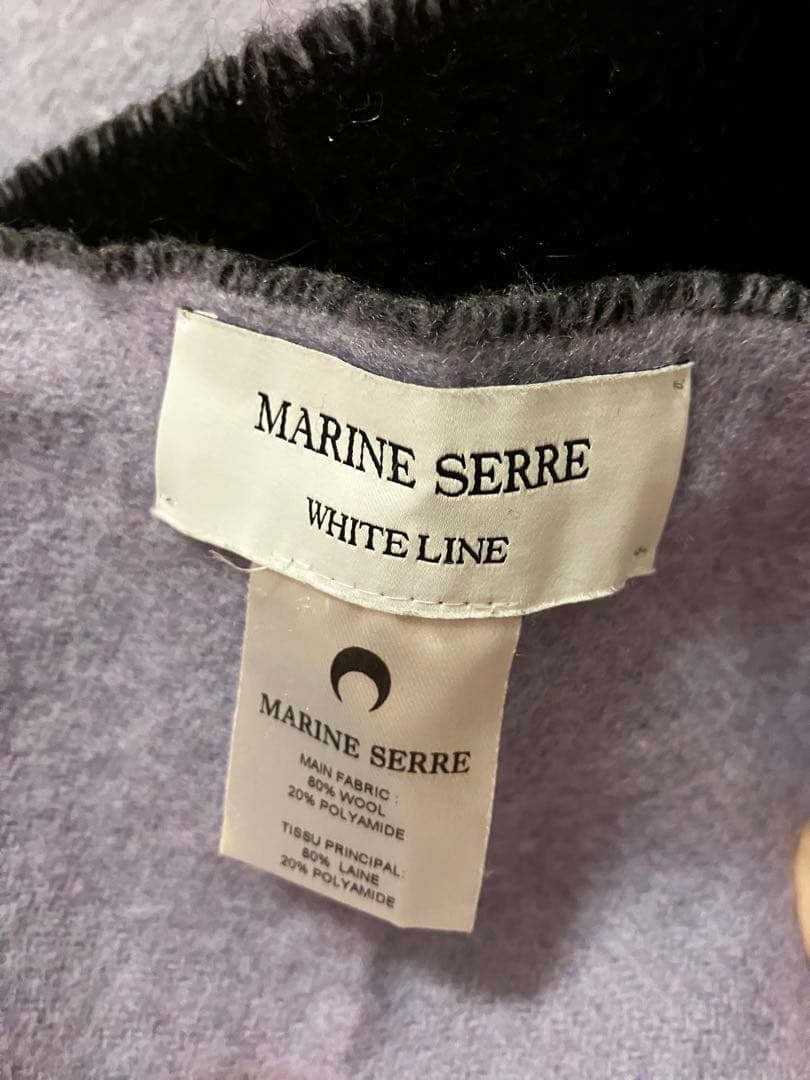 MARINE SERRE
WHITE LINE
MARINE SERRE
MAIN FABRIC :
80% WOOL
20% POLYAMIDE
TISSU PRINCIPAL:
80% LAINE
20% POLYAMIDE